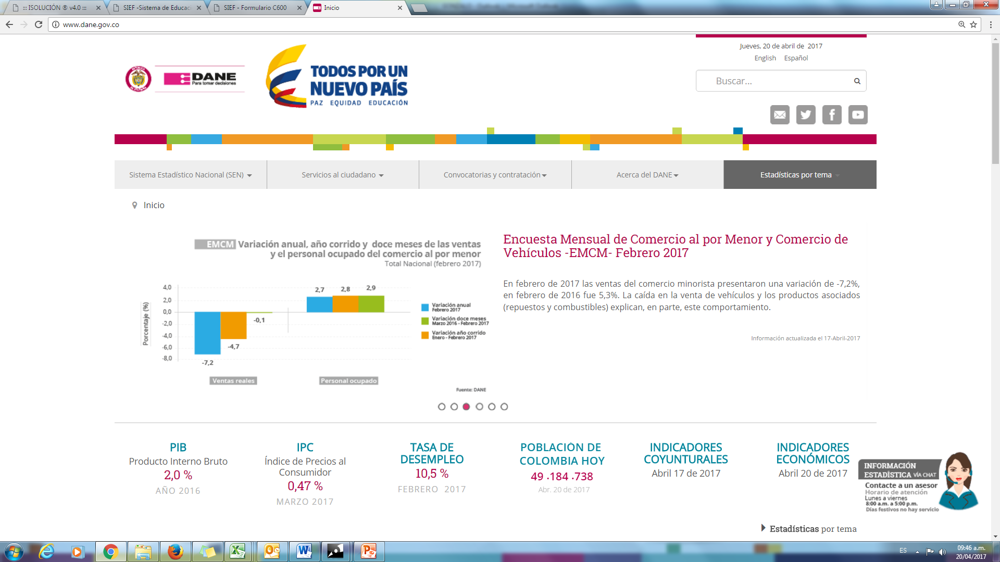 ::: ISOLUCIÓN ® v4.0 :::
SIEF -Sistema de Educaci
SIEF - Formulario C600
Inicio
www.dane.gov.co
Jueves, 20 de abril de 2017
English Español
Buscar...
DANE
Para tomar decisiones
TODOS POR UN
NUEVO PAÍS
PAZ EQUIDAD EDUCACIÓN
Sistema Estadístico Nacional (SEN)
Servicios al ciudadano
Convocatorias y contratación
Acerca del DANE
Estadísticas por tema
Inicio
EMCM Variación anual, año corrido y doce meses de las ventas
y el personal ocupado del comercio al por menor
Total Nacional (febrero 2017)
Porcentaje (%)
4,0
2,0
0,0
-2,0
-4,0
-6,0
-8,0
-7,2
-4,7
-0,1
2,7
2,8
2,9
Ventas reales
Personal ocupado
Variación anual
Febrero 2017
Variación doce meses
Marzo 2016 - Febrero 2017
Variación año corrido
Enero - Febrero 2017
Fuente: DANE
Encuesta Mensual de Comercio al por Menor y Comercio de
Vehículos -EMCM- Febrero 2017
En febrero de 2017 las ventas del comercio minorista presentaron una variación de -7,2%,
en febrero de 2016 fue 5,3%. La caída en la venta de vehículos y los productos asociados
(repuestos y combustibles) explican, en parte, este comportamiento.
Información actualizada el 17-Abril-2017
PIB
Producto Interno Bruto
2,0 %
AÑO 2016
IPC
Índice de Precios al
Consumidor
0,47 %
MARZO 2017
TASA DE
DESEMPLEO
10,5 %
FEBRERO 2017
POBLACIÓN DE
COLOMBIA HOY
49 .184 .738
Abr. 20 de 2017
INDICADORES
COYUNTURALES
Abril 17 de 2017
INDICADORES
ECONÓMICOS
Abril 20 de 2017
INFORMACIÓN
ESTADÍSTICA VÍA CHAT
Contacte a un asesor
Horario de atención
Lunes a viernes
8:00 a.m. a 5:00 p.m.
Días festivos no hay servicio
Estadísticas por tema
ES
09:46 a.m.
20/04/2017